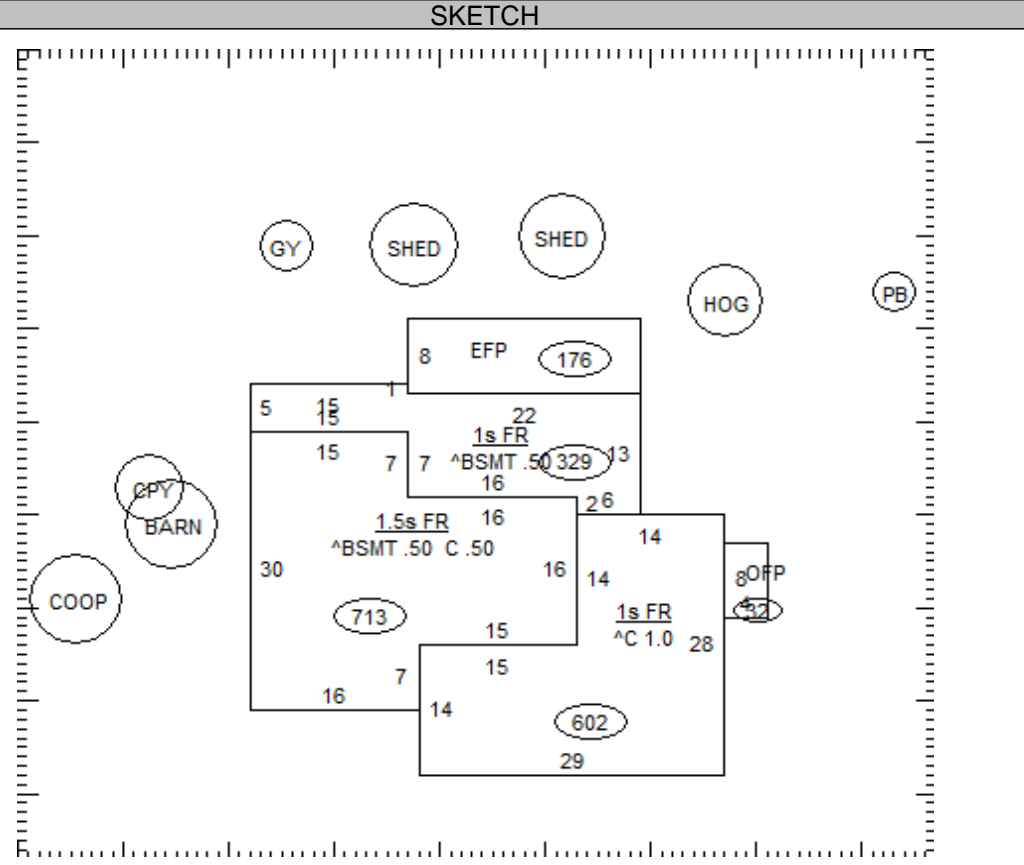 SKETCH
GY
SHED
SHED
HOG
PB
8 EFP 176
1
5 15
15
22
15 7 7
1s FR
^BSMT .50 329 13
16
2 6
CPY
BARN
COOP
16
1.5s FR
^BSMT .50 C .50
14
30 16 14
8 OFP
4
32
713
1s FR
^C 1.0
28
15
15
7
16
14
602
29